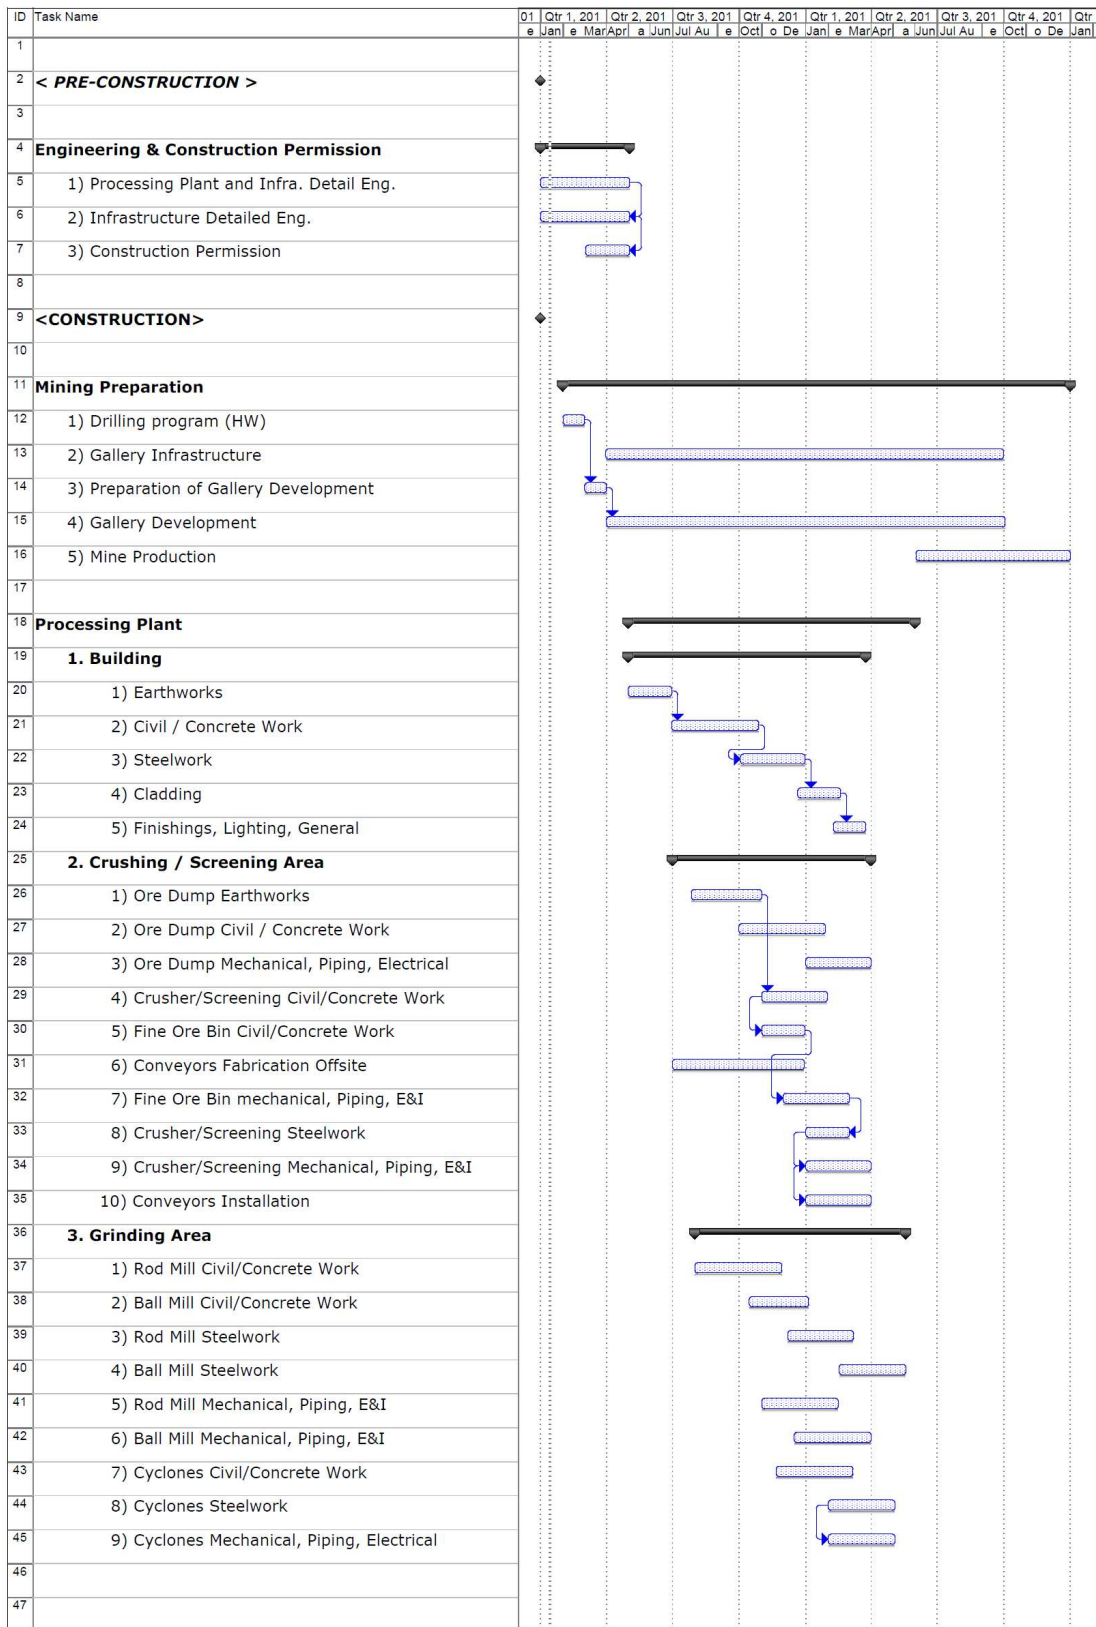 ID Task Name 01 Qtr 1, 201 Qtr 2, 201 Qtr 3, 201 Qtr 4, 201 Qtr 1, 201 Qtr 2, 201 Qtr 3, 201 Qtr 4, 201 Qtr
e Jan e Mar Apr a Jun Jul Au e Oct o De Jan e Mar Apr a Jun Jul Au e Oct o De Jan
1
2 < PRE-CONSTRUCTION >
3
4 Engineering & Construction Permission
5 1) Processing Plant and Infra. Detail Eng.
6 2) Infrastructure Detailed Eng.
7 3) Construction Permission
8
9 <CONSTRUCTION>
10
11 Mining Preparation
12 1) Drilling program (HW)
13 2) Gallery Infrastructure
14 3) Preparation of Gallery Development
15 4) Gallery Development
16 5) Mine Production
17
18 Processing Plant
19 1. Building
20 1) Earthworks
21 2) Civil / Concrete Work
22 3) Steelwork
23 4) Cladding
24 5) Finishings, Lighting, General
25 2. Crushing / Screening Area
26 1) Ore Dump Earthworks
27 2) Ore Dump Civil / Concrete Work
28 3) Ore Dump Mechanical, Piping, Electrical
29 4) Crusher/Screening Civil/Concrete Work
30 5) Fine Ore Bin Civil/Concrete Work
31 6) Conveyors Fabrication Offsite
32 7) Fine Ore Bin mechanical, Piping, E&I
33 8) Crusher/Screening Steelwork
34 9) Crusher/Screening Mechanical, Piping, E&I
35 10) Conveyors Installation
36 3. Grinding Area
37 1) Rod Mill Civil/Concrete Work
38 2) Ball Mill Civil/Concrete Work
39 3) Rod Mill Steelwork
40 4) Ball Mill Steelwork
41 5) Rod Mill Mechanical, Piping, E&I
42 6) Ball Mill Mechanical, Piping, E&I
43 7) Cyclones Civil/Concrete Work
44 8) Cyclones Steelwork
45 9) Cyclones Mechanical, Piping, Electrical
46
47